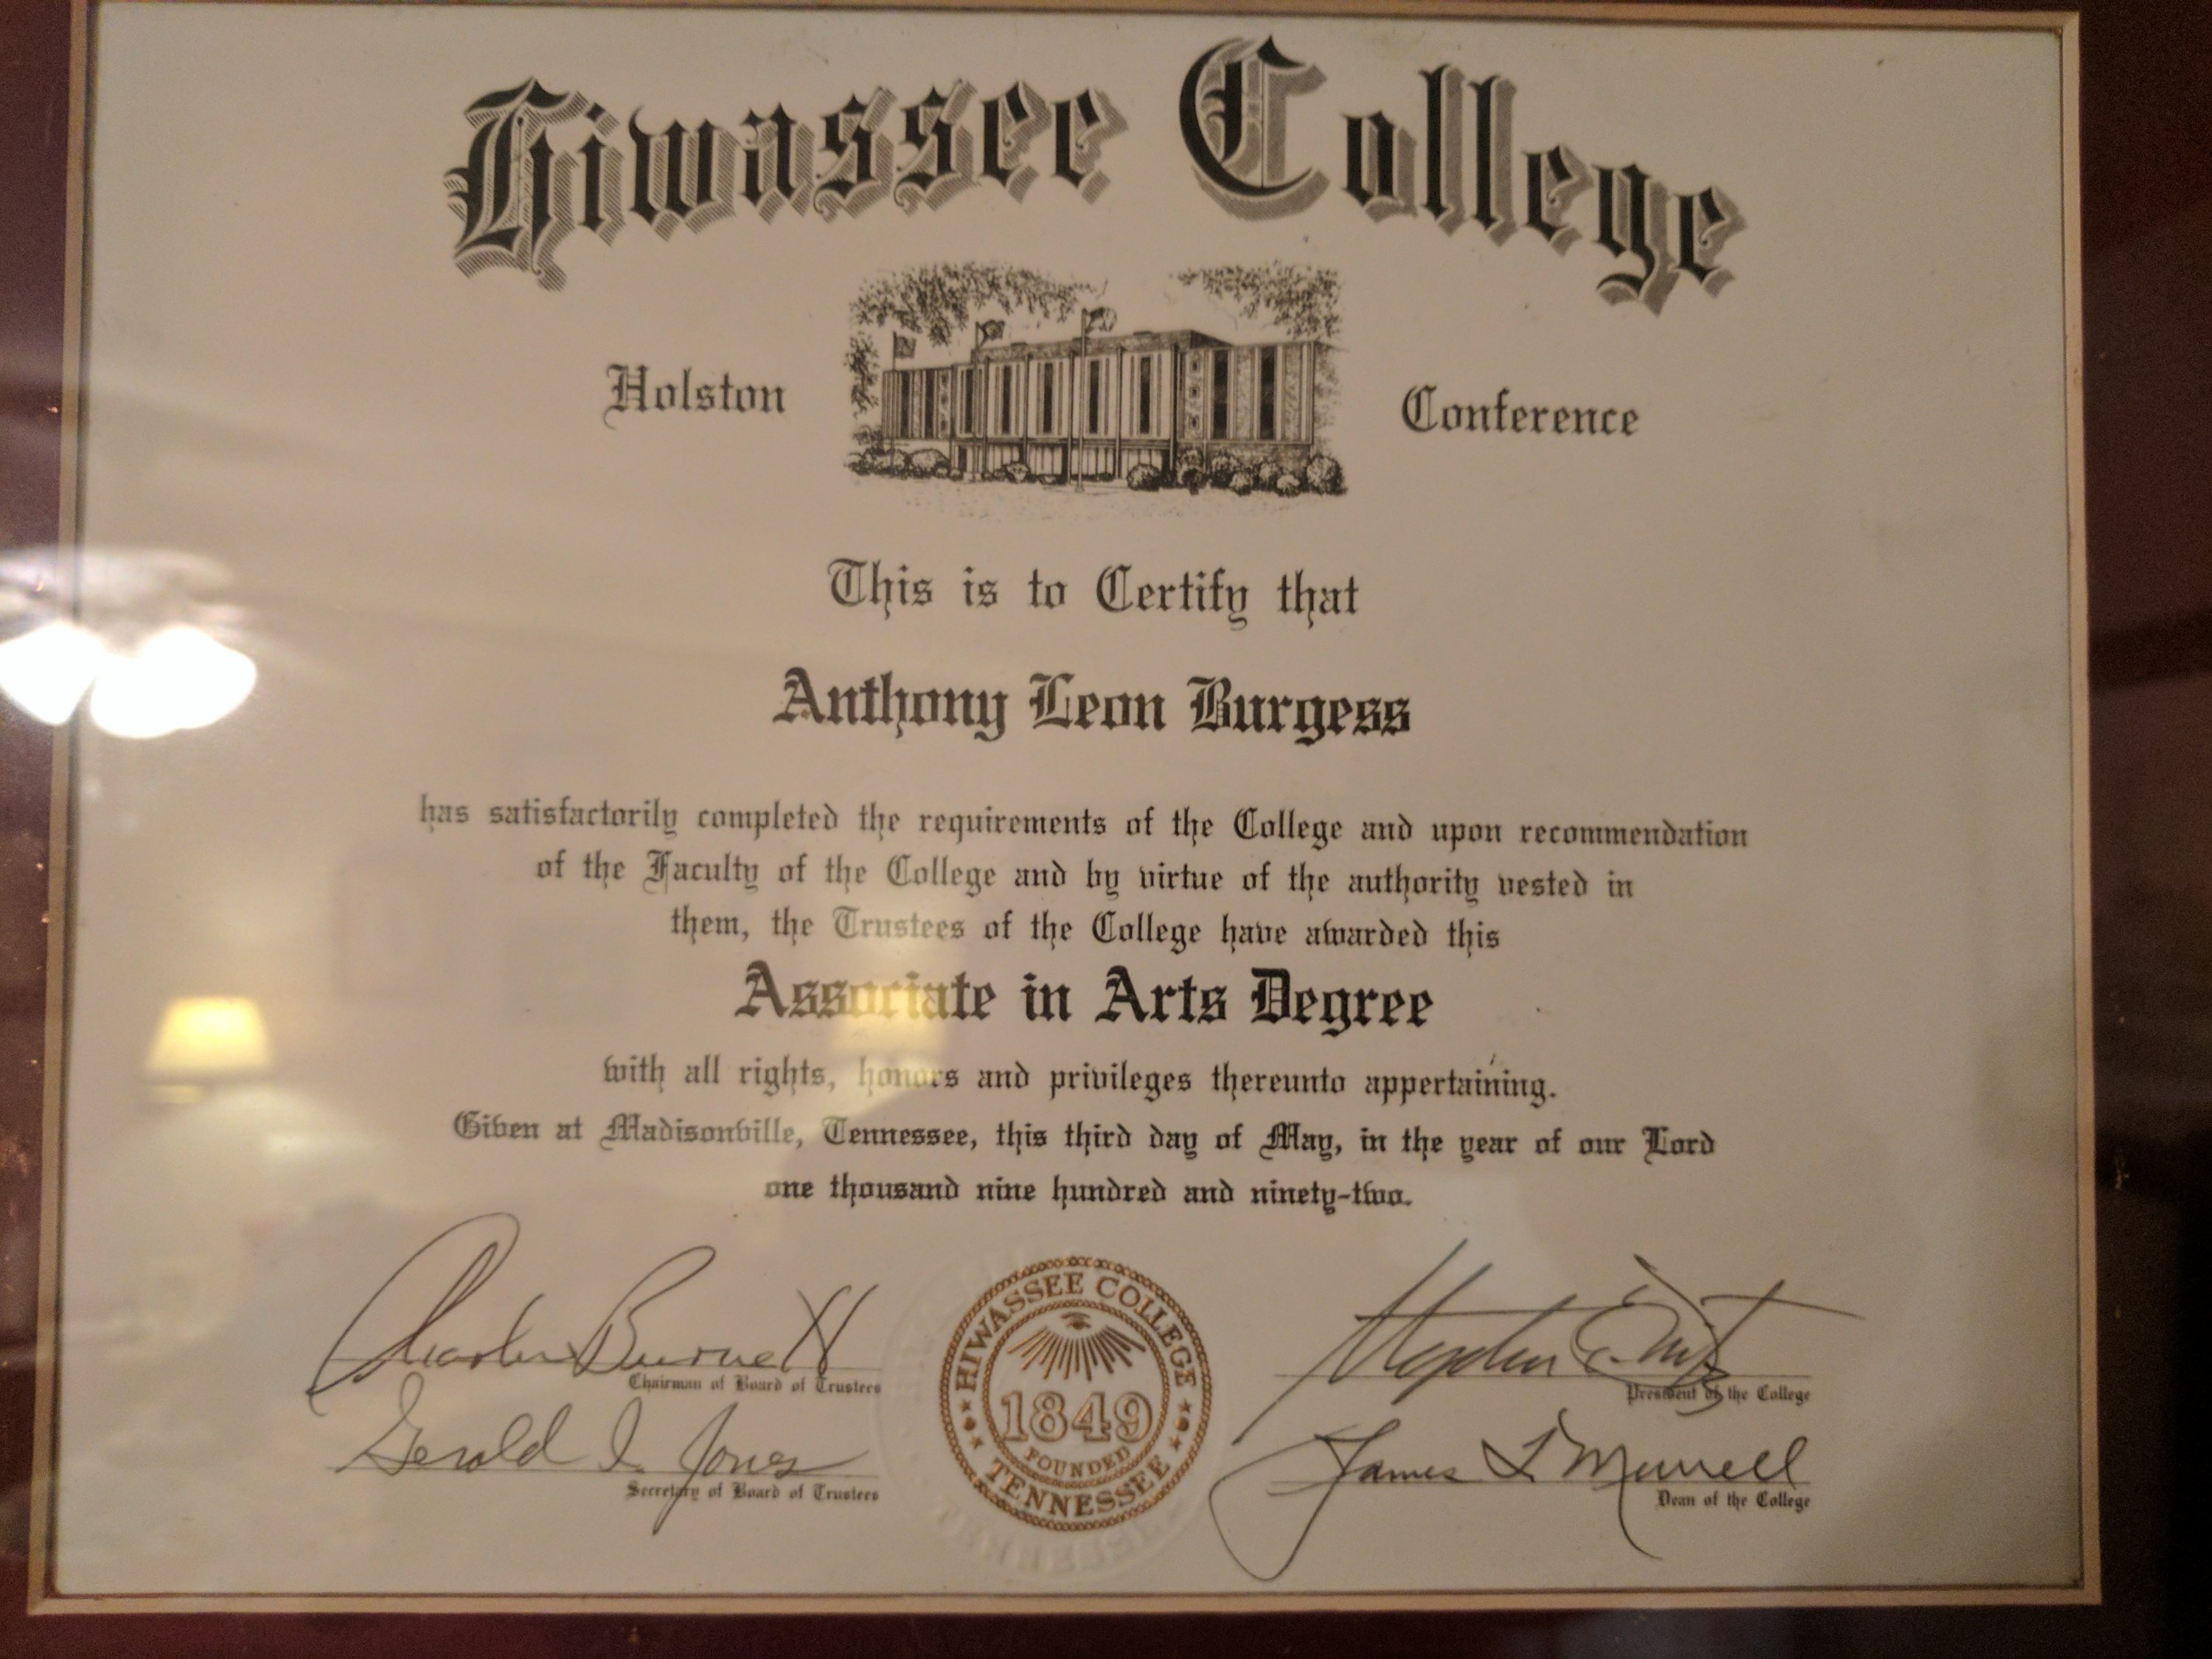 Hiwassee College
Holston Conference
This is to Certify that
Anthony Leon Burgess
has satisfactorily completed the requirements of the College and upon recommendation
of the Faculty of the College and by virtue of the authority vested in
them, the Trustees of the College have awarded this
Associate in Arts Degree
with all rights, honors and privileges thereunto appertaining.
Given at Madisonville, Tennessee, this third day of May, in the year of our Lord
one thousand nine hundred and ninety-two.
Charles Burnett
Chairman of Board of Trustees
Gerald I. Jones
Secretary of Board of Trustees
HIWASSEE COLLEGE
1849
FOUNDED
TENNESSEE
TENNESSEE
Stephen
President of the College
James L Murrell
Dean of the College